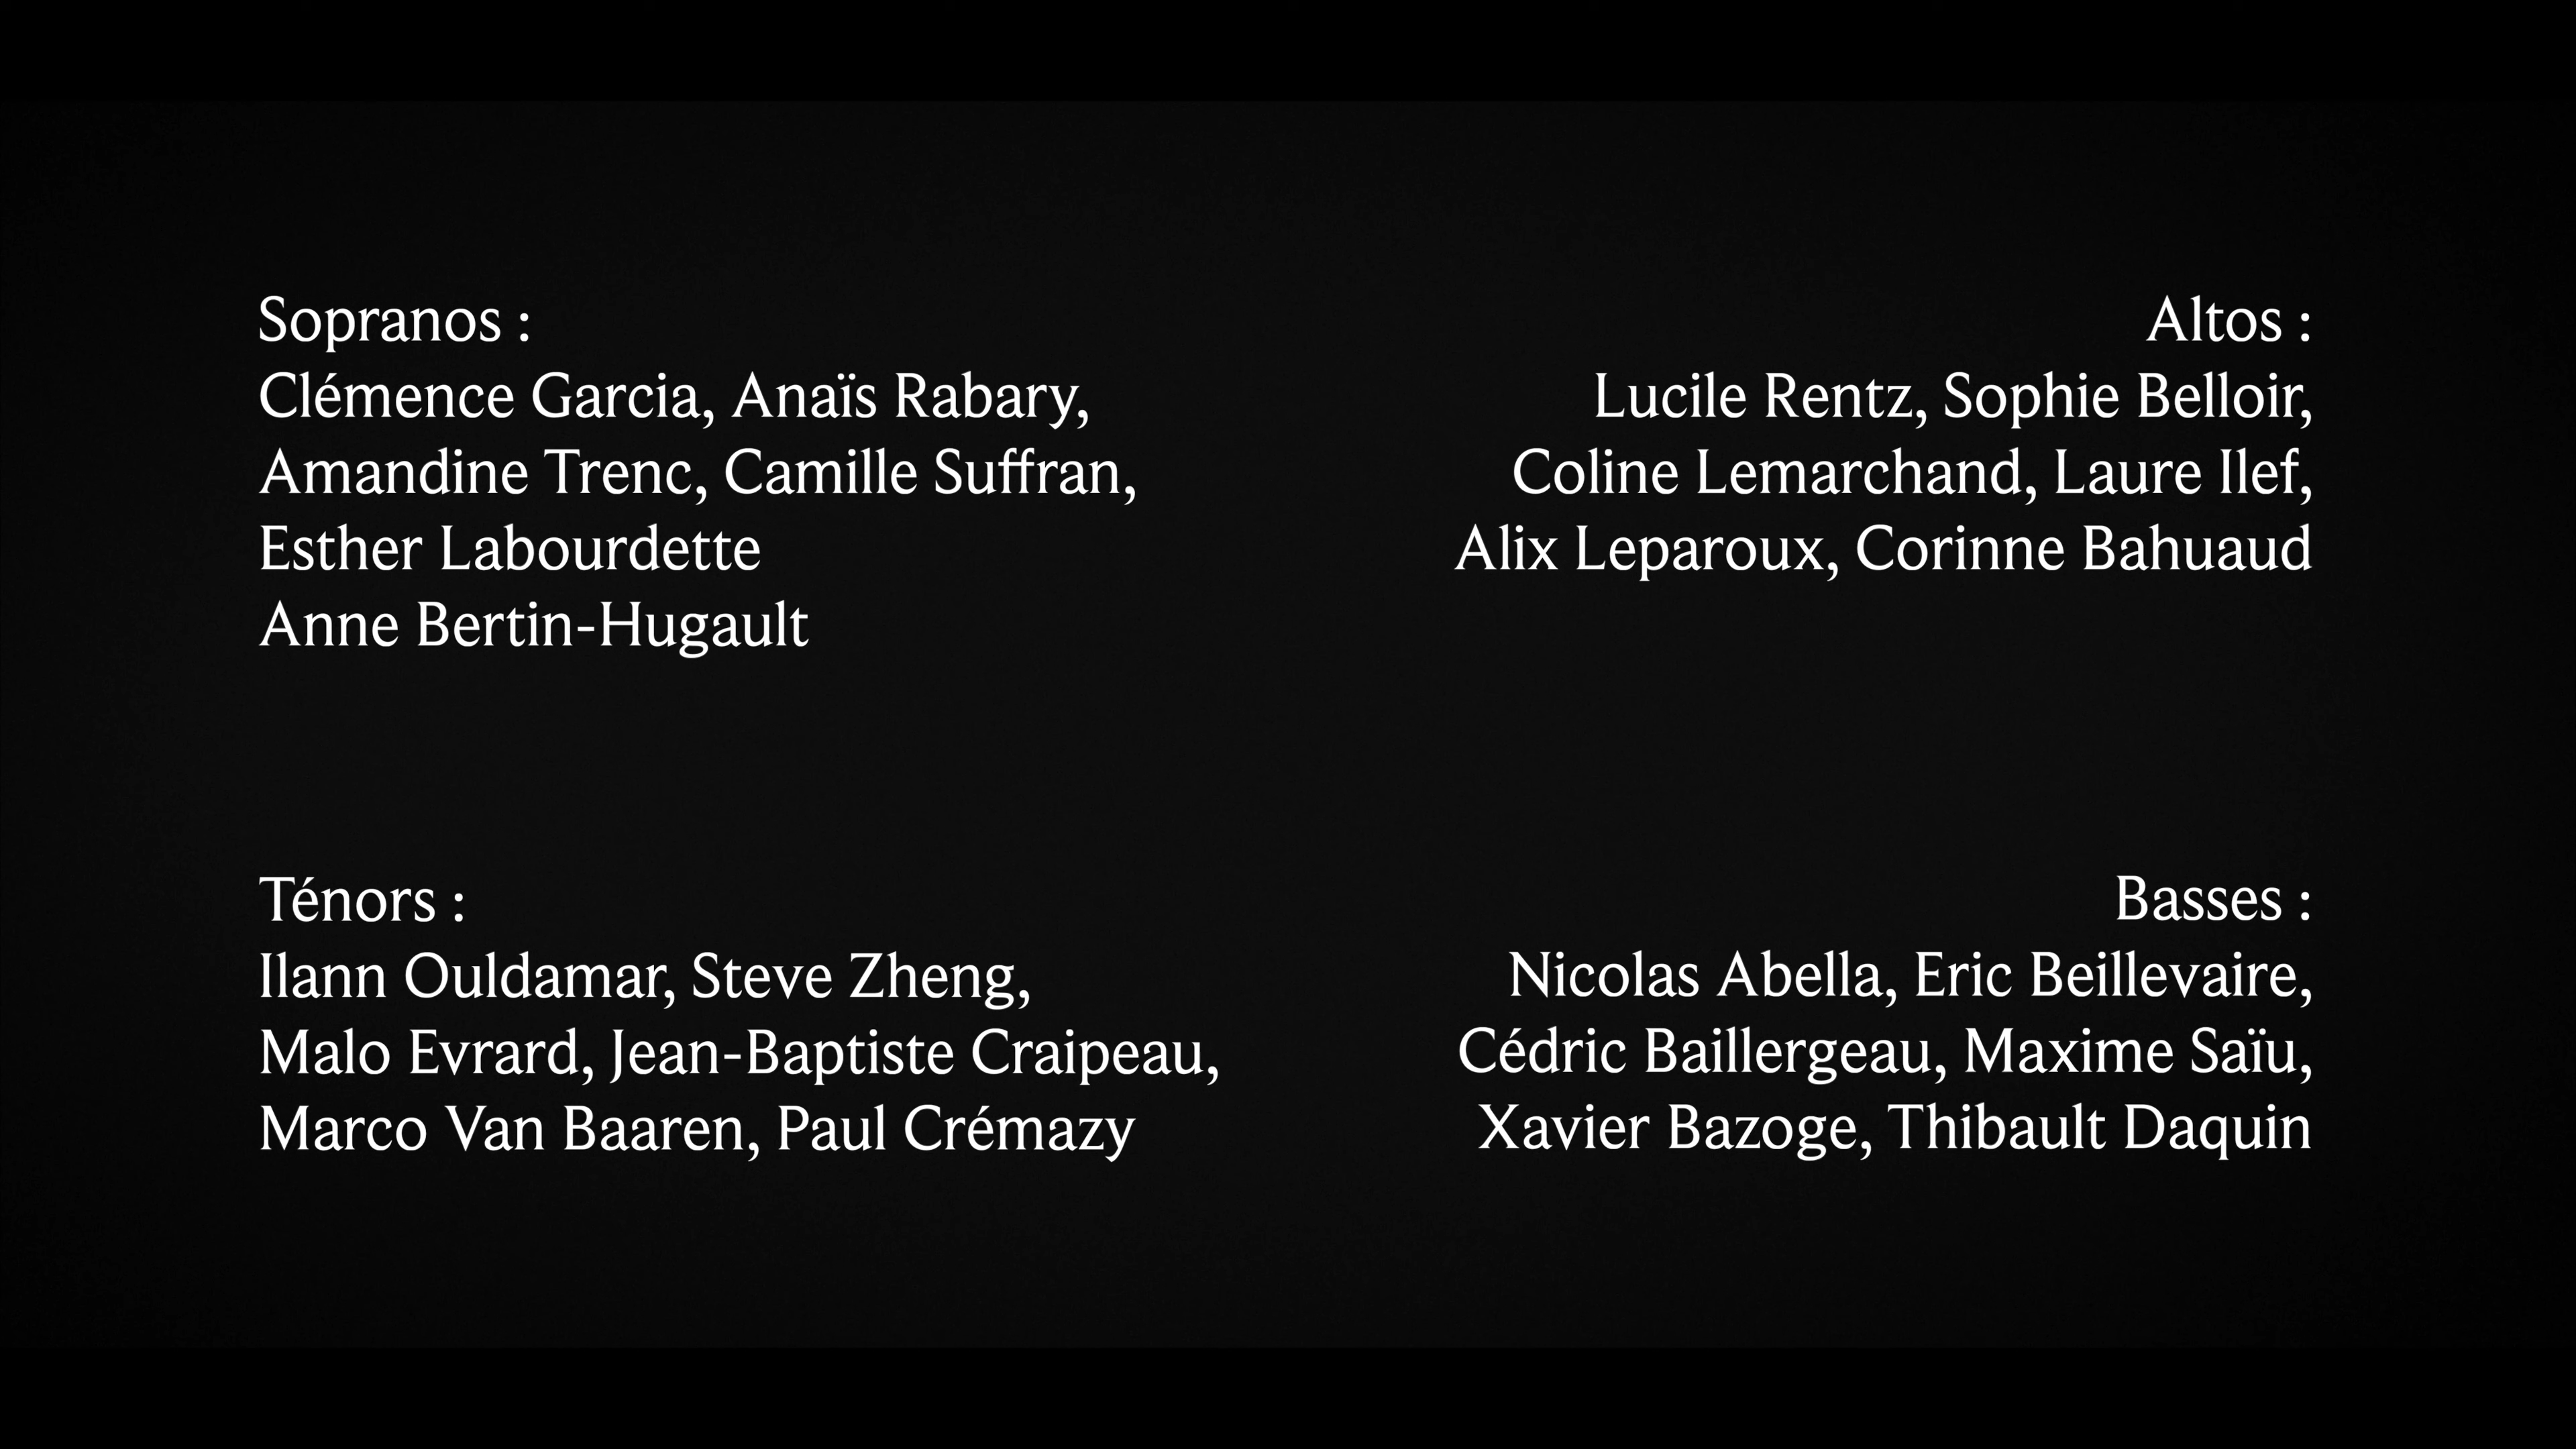 Sopranos :
Clémence Garcia, Anaïs Rabary,
Amandine Trenc, Camille Suffran,
Esther Labourdette
Anne Bertin-Hugault
Altos :
Lucile Rentz, Sophie Belloir,
Coline Lemarchand, Laure Ilef,
Alix Leparoux, Corinne Bahuaud
Ténors :
Ilann Ouldamar, Steve Zheng,
Malo Evrard, Jean-Baptiste Craipeau,
Marco Van Baaren, Paul Crémazy
Basses :
Nicolas Abella, Eric Beillevaire,
Cédric Baillergeau, Maxime Saïu,
Xavier Bazoge, Thibault Daquin